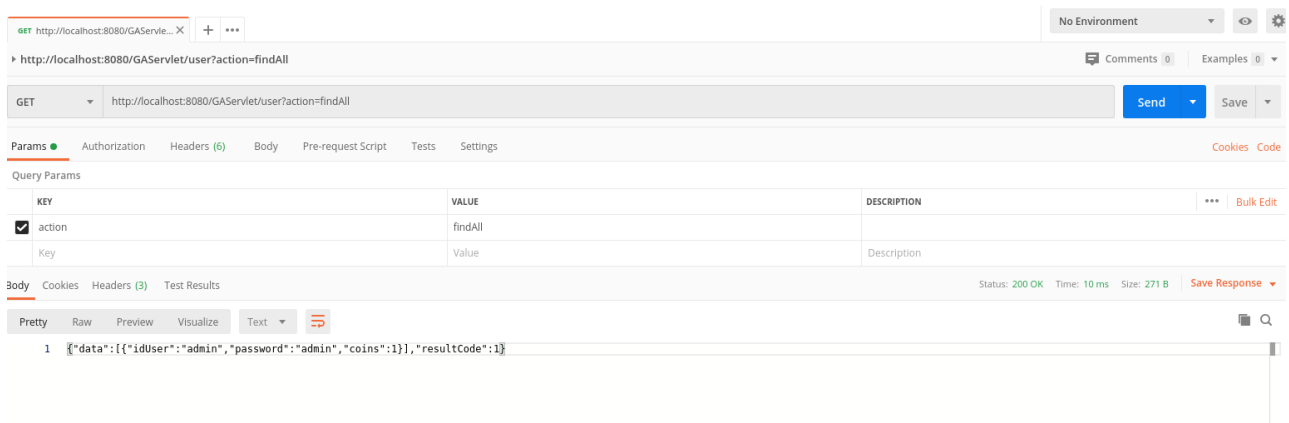 GET http://localhost:8080/GAServle... × + ••• No Environment
http://localhost:8080/GAServlet/user?action=findAll Comments 0 Examples 0
GET http://localhost:8080/GAServlet/user?action=findAll Send Save
Params Authorization Headers (6) Body Pre-request Script Tests Settings Cookies Code
Query Params
KEY VALUE DESCRIPTION ••• Bulk Edit
action findAll
Key Value Description
Body Cookies Headers (3) Test Results Status: 200 OK Time: 10 ms Size: 271 B Save Response
Pretty Raw Preview Visualize Text
1 {"data":[{"idUser":"admin","password":"admin","coins":1}],"resultCode":1}